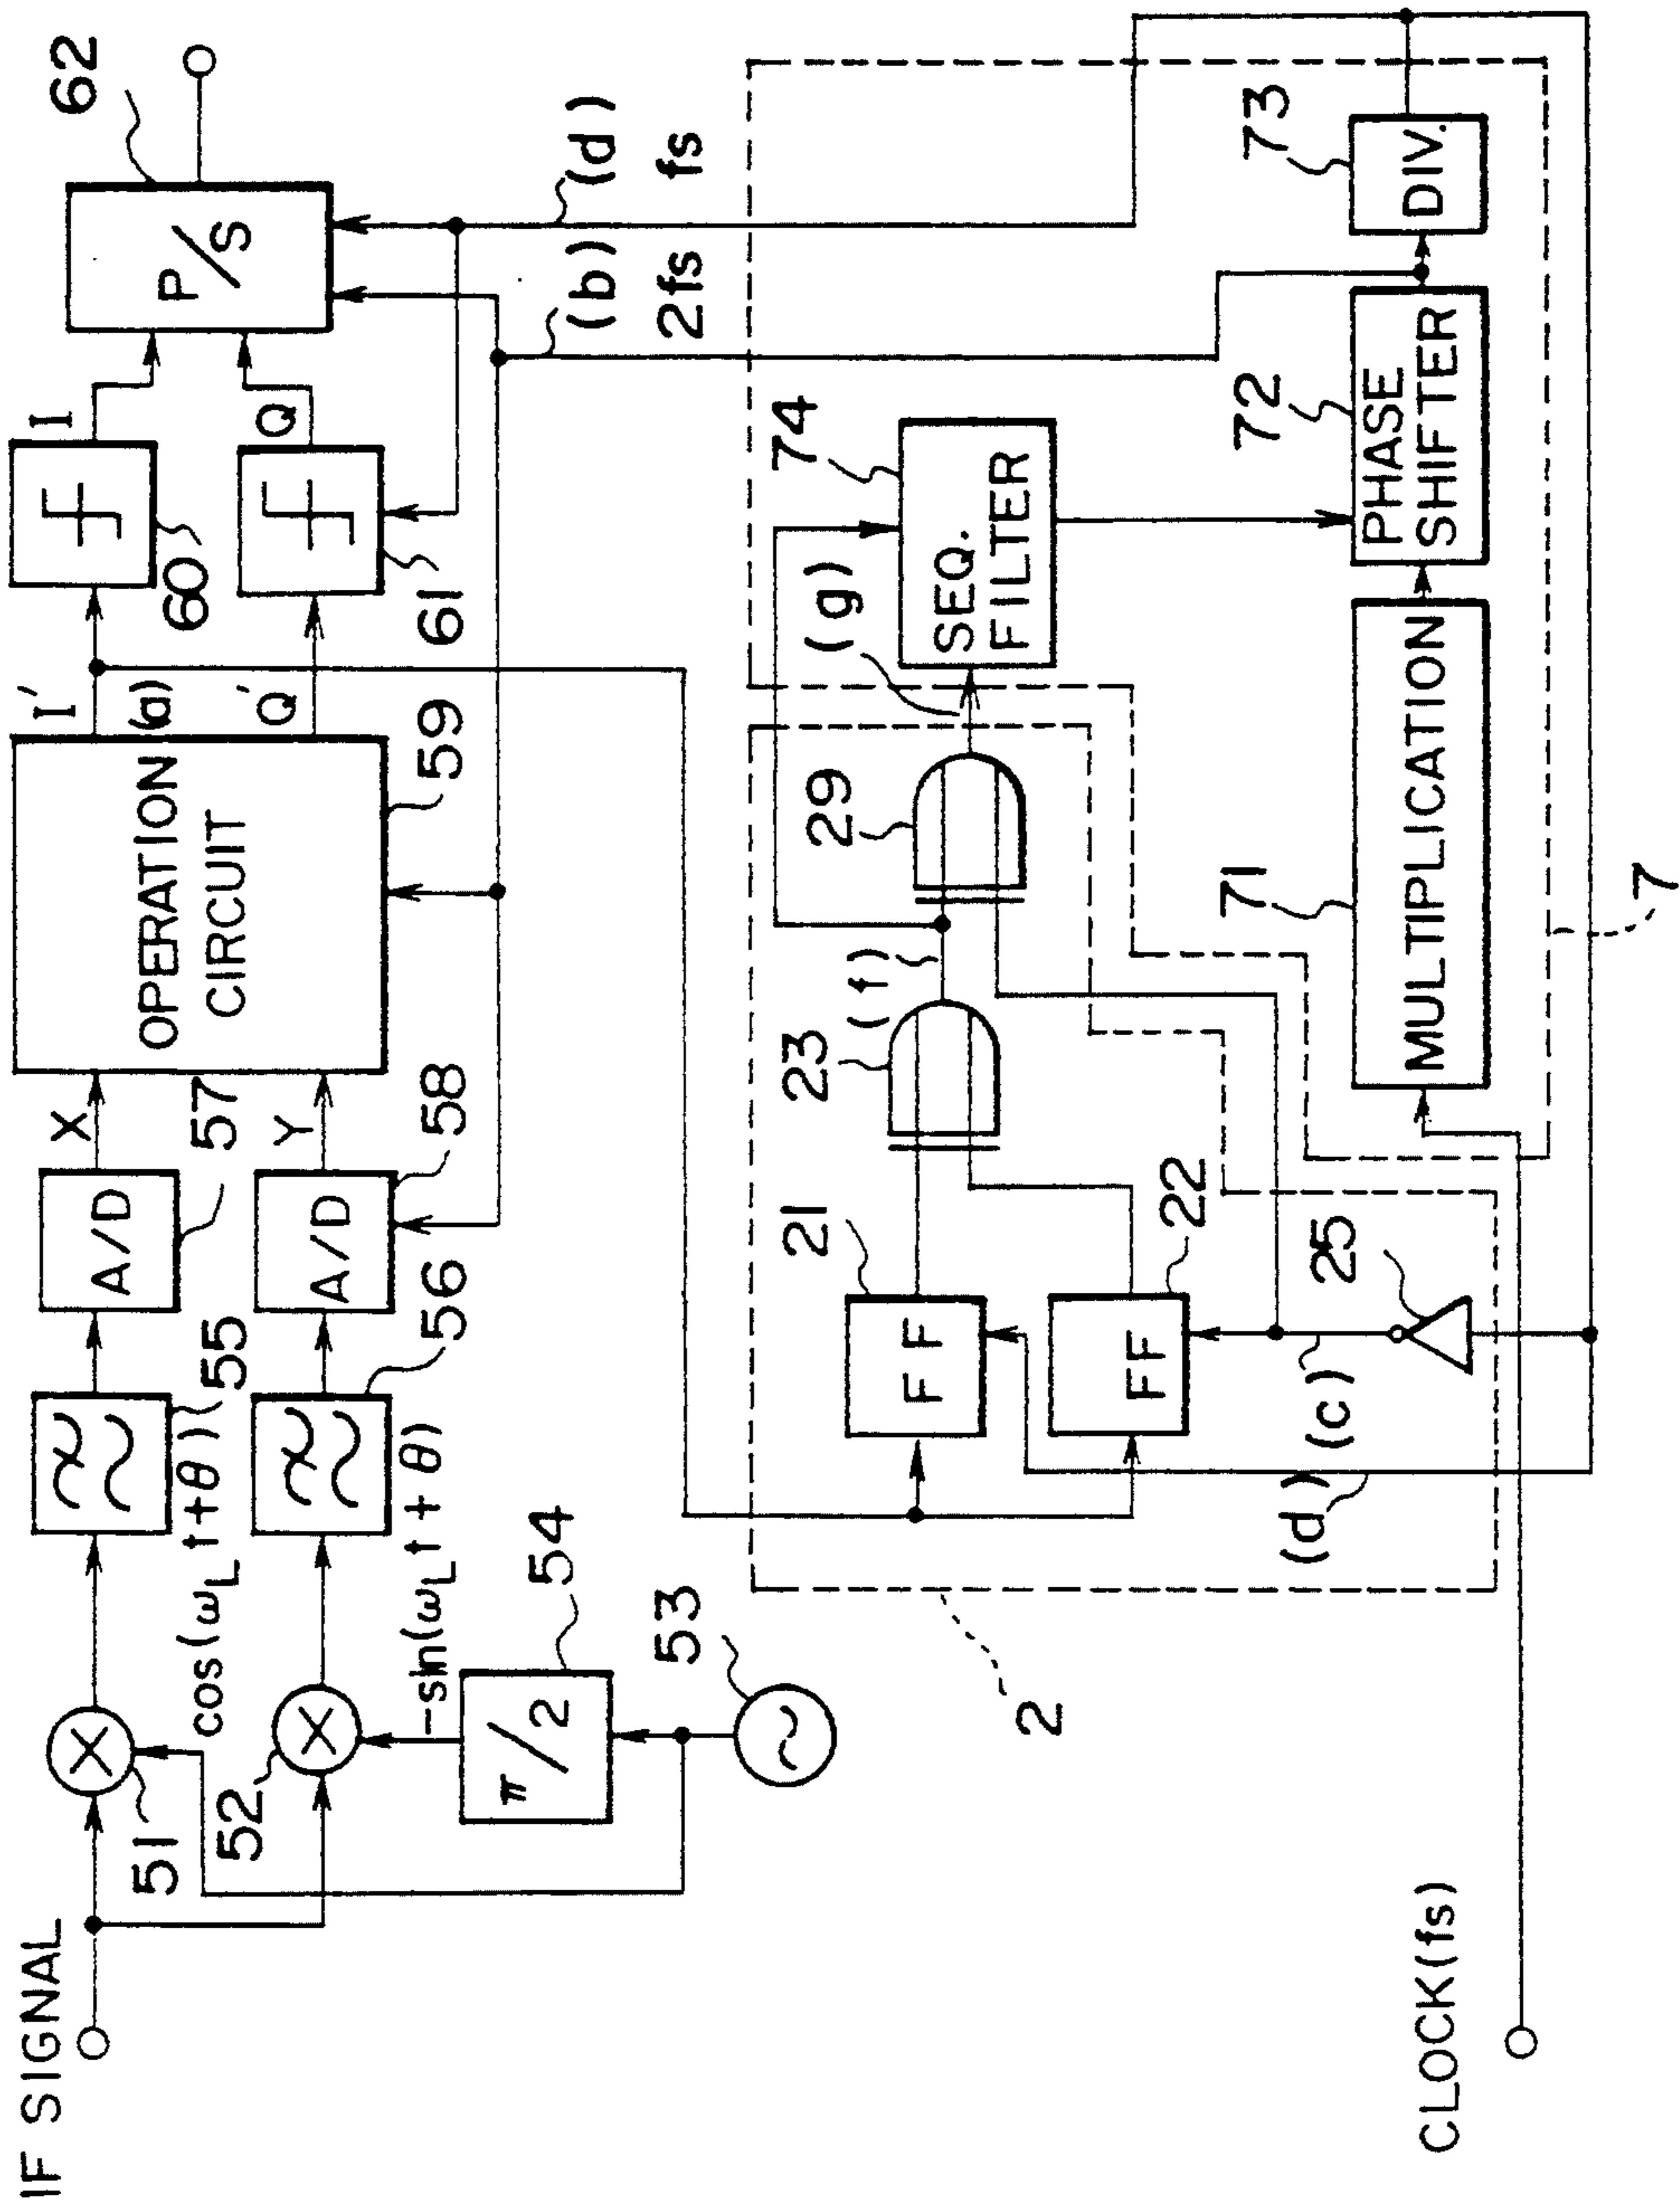 IF SIGNAL
51
cos(ωL t+θ)
55
A/D
X
57
I'
(a)
Q'
OPERATION
CIRCUIT
59
60
I
Q
61
P/S
62
52
-sin(ωL t + θ)
56
A/D
Y
58
π/2
54
53
(b)
2fs
(d)
fs
2
21
FF
22
FF
25
(c)
(d)
23
(f)
29
(g)
74
SEQ.
FILTER
71
MULTIPLICATION
72
PHASE
SHIFTER
73
DIV.
7
CLOCK(fs)